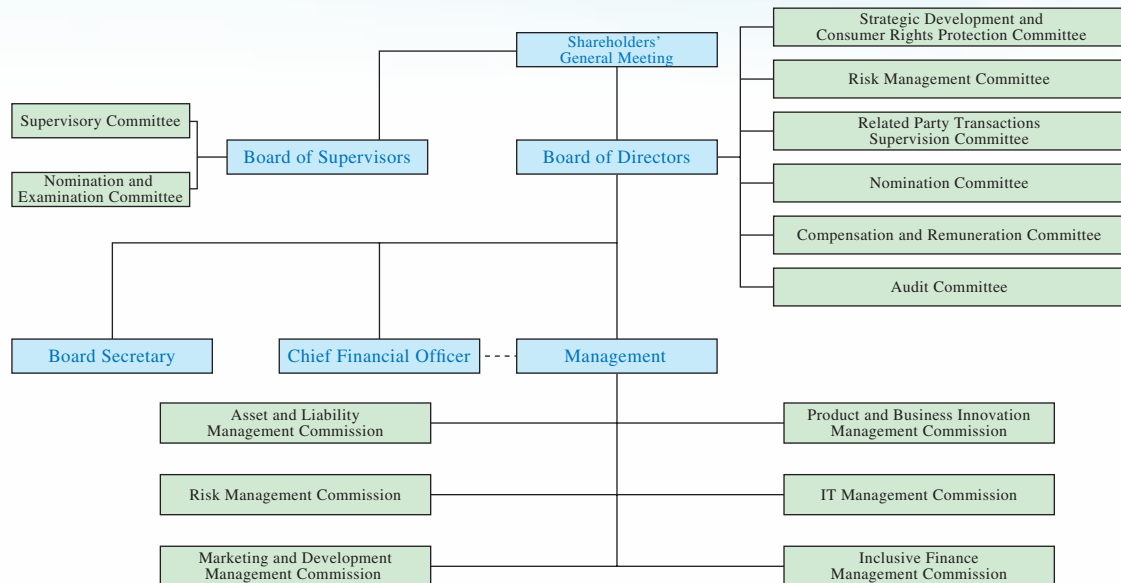 Strategic Development and
Consumer Rights Protection Committee
Shareholders'
General Meeting
Risk Management Committee
Supervisory Committee
Related Party Transactions
Supervision Committee
Board of Supervisors
Board of Directors
Nomination and
Examination Committee
Nomination Committee
Compensation and Remuneration Committee
Audit Committee
Board Secretary
Chief Financial Officer
Management
Asset and Liability
Management Commission
Product and Business Innovation
Management Commission
Risk Management Commission
IT Management Commission
Marketing and Development
Management Commission
Inclusive Finance
Management Commission